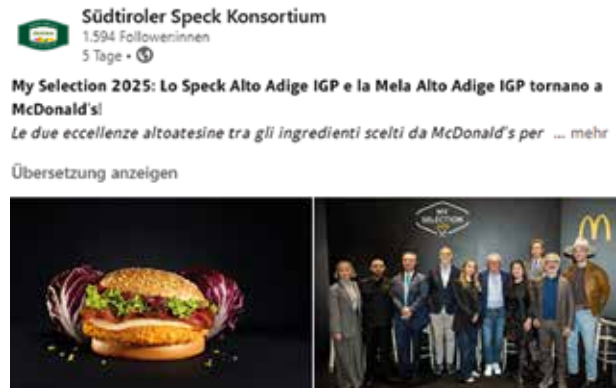 Südtiroler Speck Konsortium
1.594 Follower:innen
5 Tage •
My Selection 2025: Lo Speck Alto Adige IGP e la Mela Alto Adige IGP tornano a
McDonald's!
Le due eccellenze altoatesine tra gli ingredienti scelti da McDonald's per ... mehr
Übersetzung anzeigen
MY
SELECTION